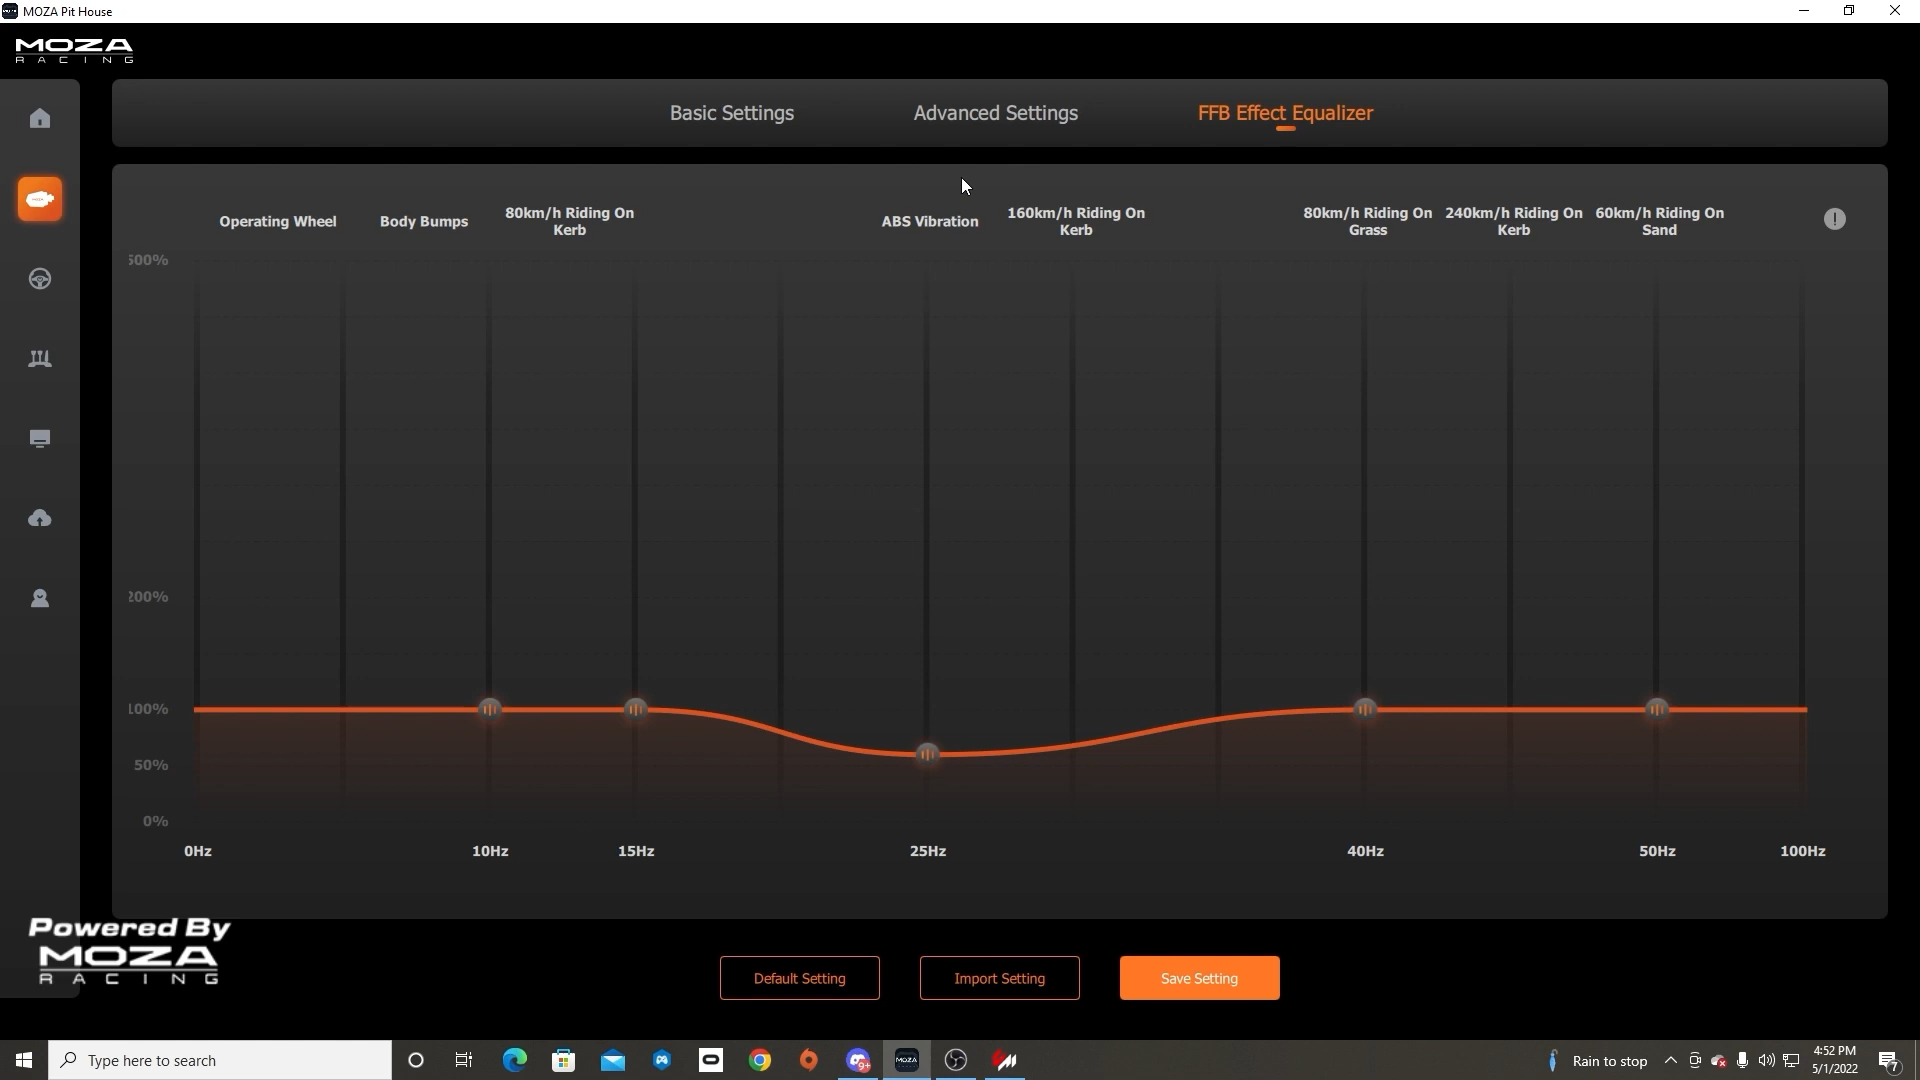 MOZA Pit House
MOZA
RACING
Basic Settings Advanced Settings FFB Effect Equalizer
Operating Wheel
Body Bumps
80km/h Riding On
Kerb
ABS Vibration
160km/h Riding On
Kerb
80km/h Riding On
Grass
240km/h Riding On
Kerb
60km/h Riding On
Sand
500%
200%
100%
50%
0%
0Hz 10Hz 15Hz 25Hz 40Hz 50Hz 100Hz
Powered By
MOZA
RACING
Default Setting Import Setting Save Setting
Type here to search
9+
MOZA
Rain to stop
4:52 PM
5/1/2022
7